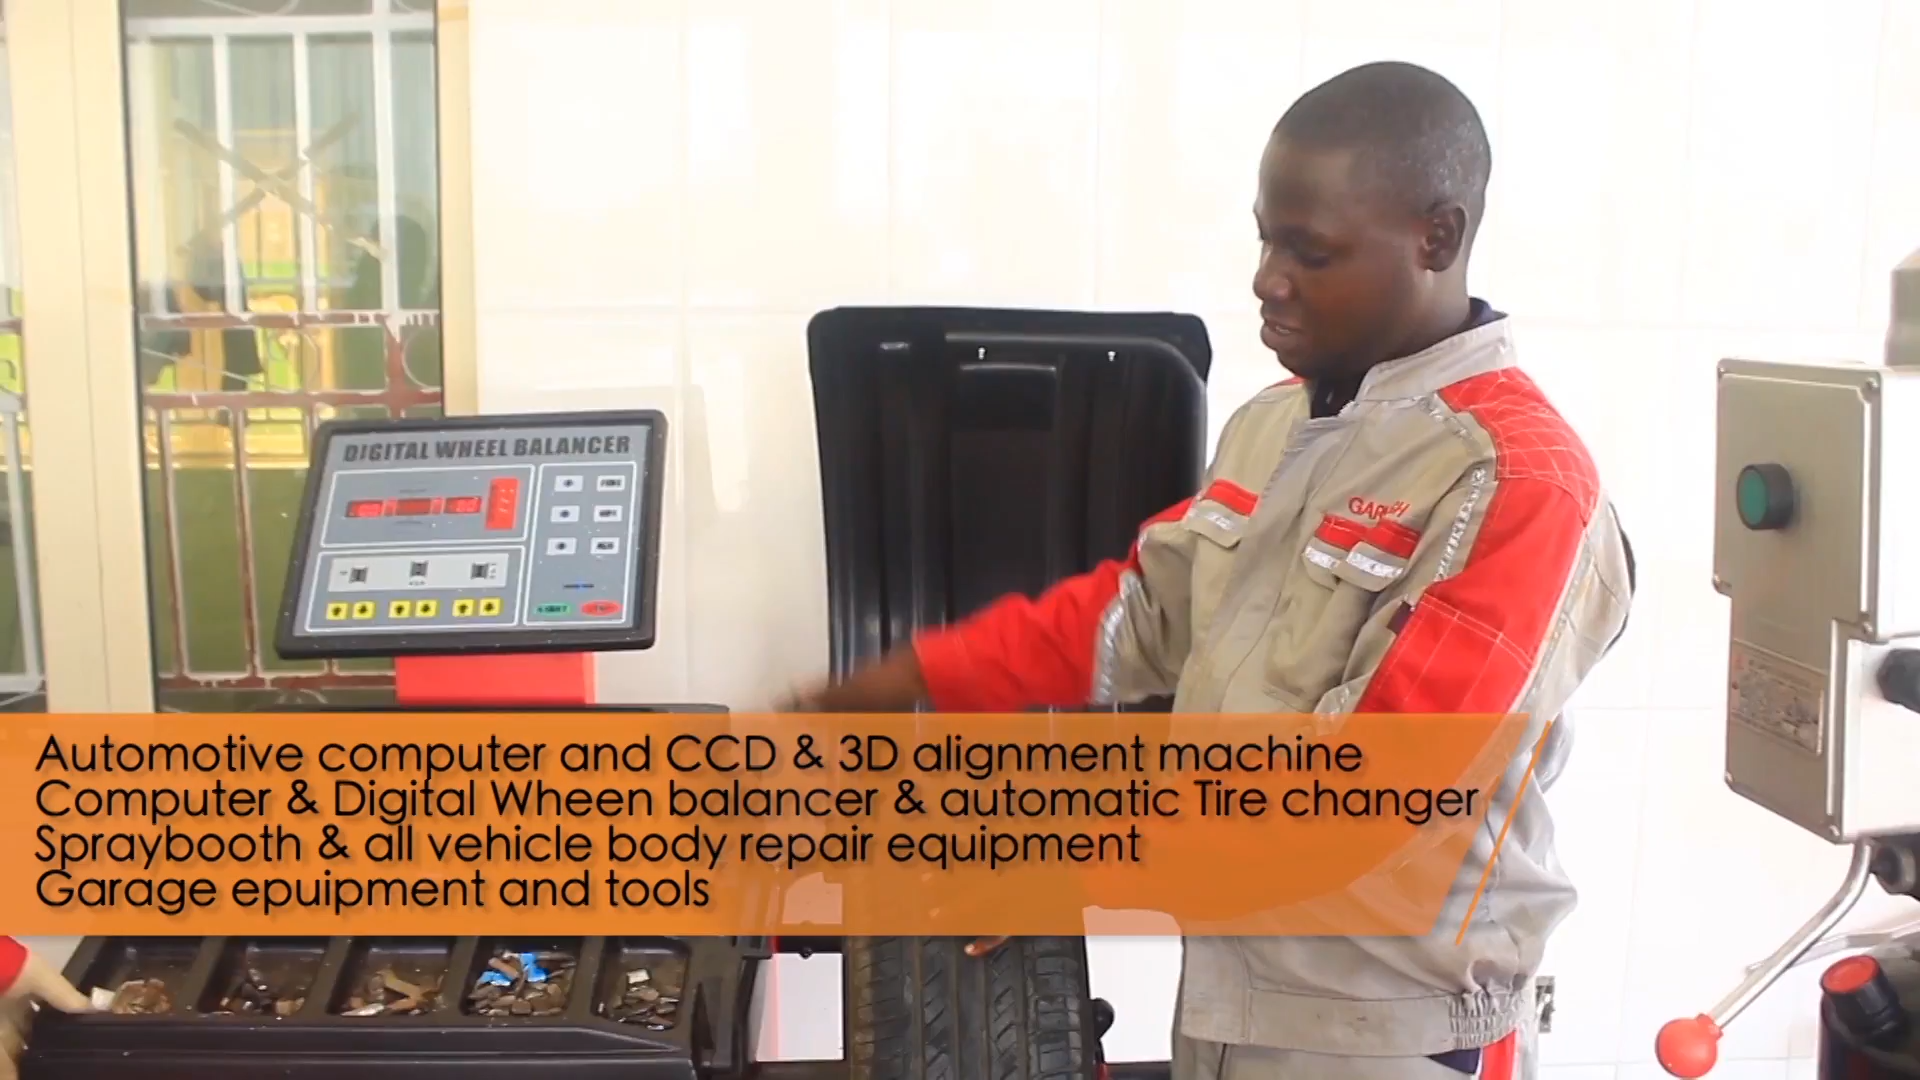 DIGITAL WHEEL BALANCER
Automotive computer and CCD & 3D alignment machine
Computer & Digital Wheen balancer & automatic Tire changer
Spraybooth & all vehicle body repair equipment
Garage epuipment and tools